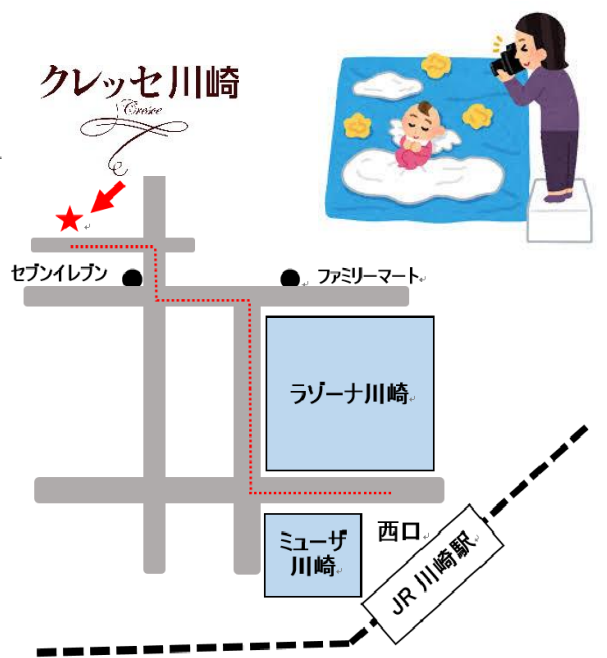 クレッセ川崎
Cresce
セブンイレブン
ファミリーマート
ラゾーナ川崎
西口
ミューザ
川崎
JR 川崎駅